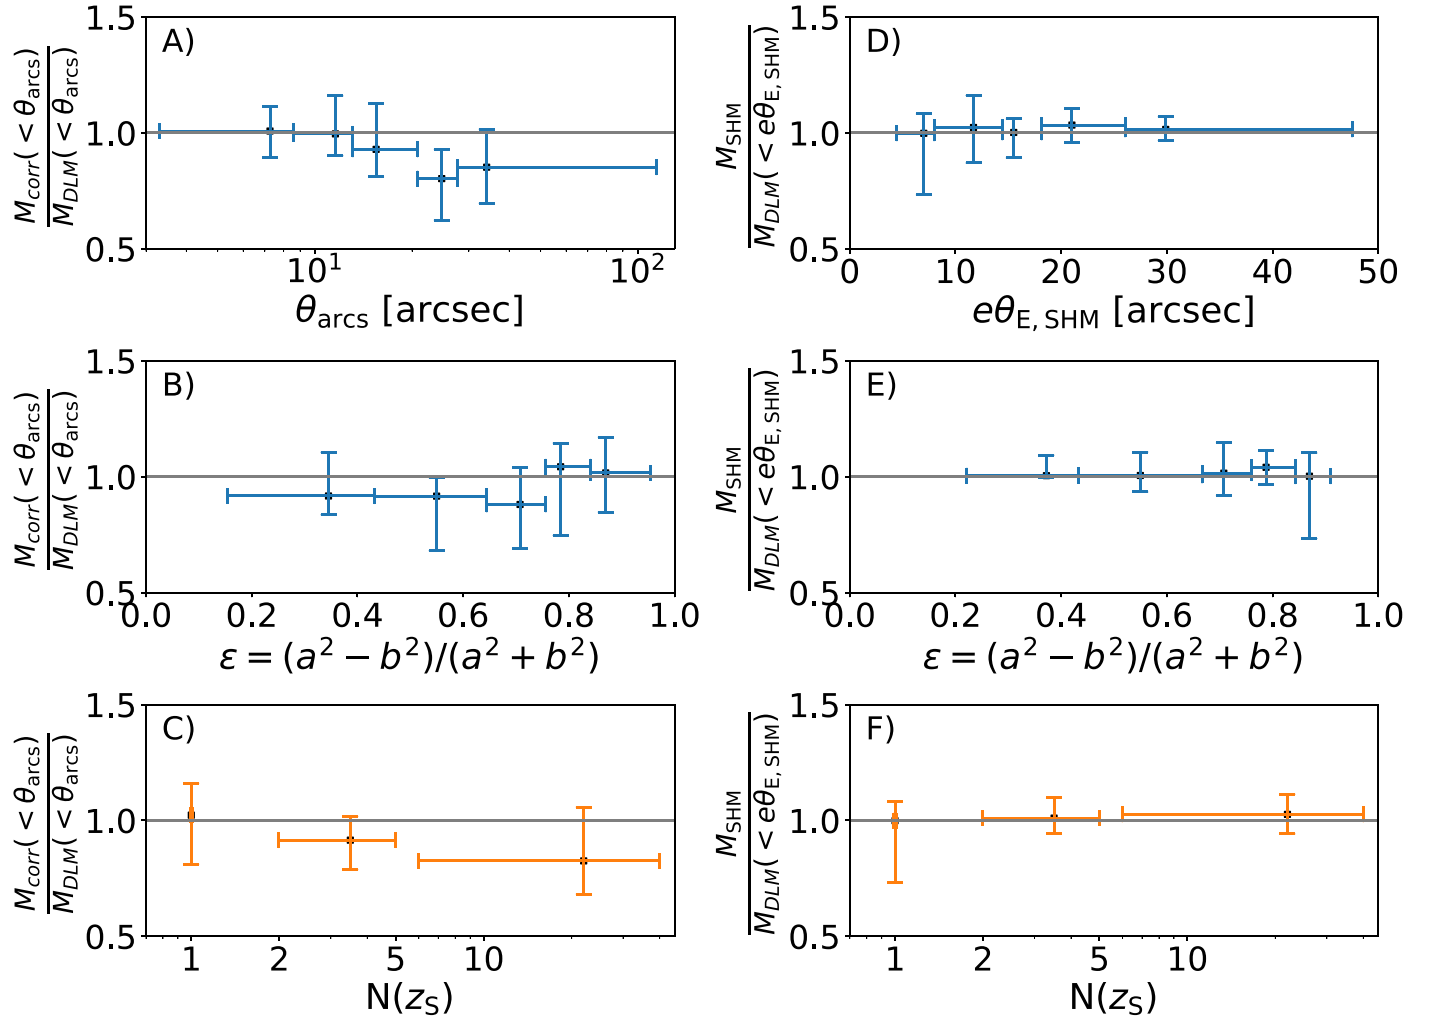 A)
1.5
1.0
0.5
M_corr(< θ_arcs)
M_DLM(< θ_arcs)
10^1 10^2
θ_arcs [arcsec]
D)
1.5
1.0
0.5
M_SHM
M_DLM(< eθ_E, SHM)
0 10 20 30 40 50
eθ_E, SHM [arcsec]
B)
1.5
1.0
0.5
M_corr(< θ_arcs)
M_DLM(< θ_arcs)
0.0 0.2 0.4 0.6 0.8 1.0
ε = (a² − b²)/(a² + b²)
E)
1.5
1.0
0.5
M_SHM
M_DLM(< eθ_E, SHM)
0.0 0.2 0.4 0.6 0.8 1.0
ε = (a² − b²)/(a² + b²)
C)
1.5
1.0
0.5
M_corr(< θ_arcs)
M_DLM(< θ_arcs)
1 2 5 10
N(z_S)
F)
1.5
1.0
0.5
M_SHM
M_DLM(< eθ_E, SHM)
1 2 5 10
N(z_S)